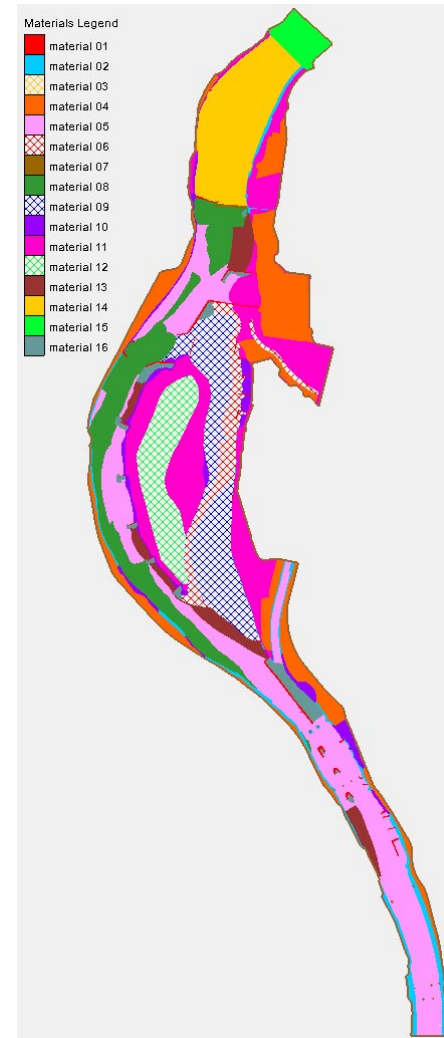 Materials Legend
material 01
material 02
material 03
material 04
material 05
material 06
material 07
material 08
material 09
material 10
material 11
material 12
material 13
material 14
material 15
material 16